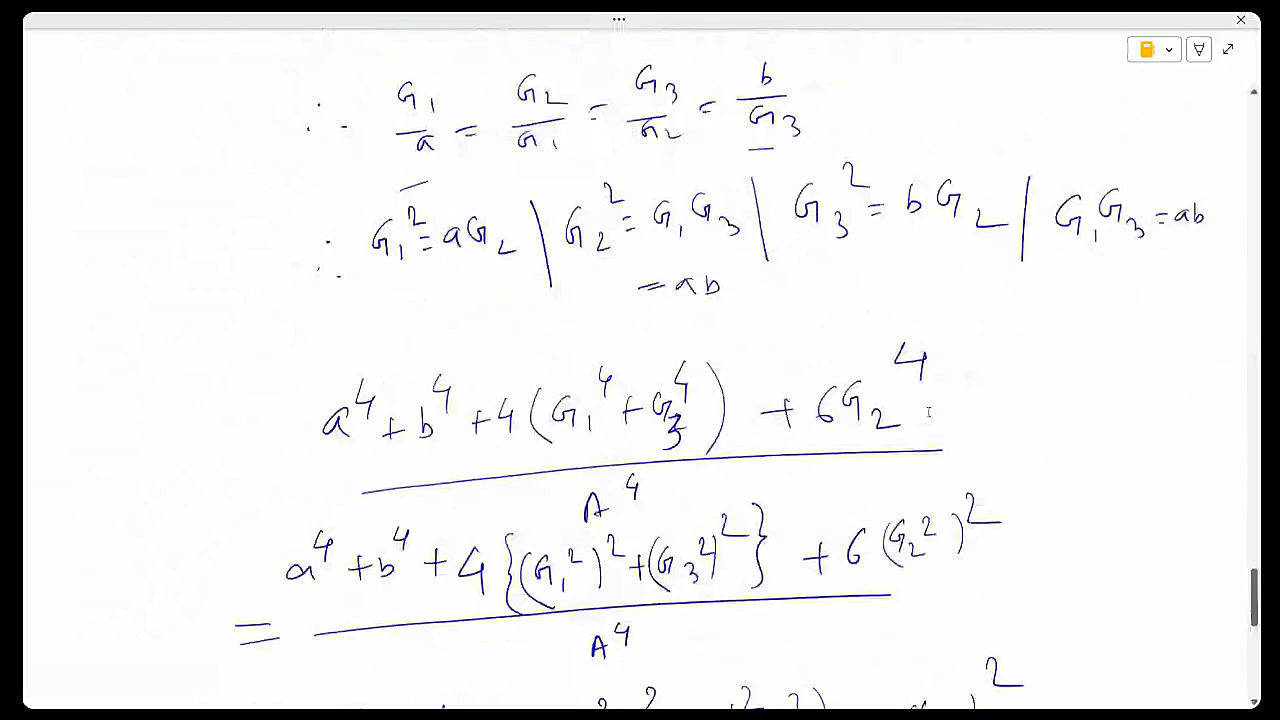 ∴ G₁/a = G₂/G₁ = G₃/G₂ = b/G₃
∴ G₁² = aG₂ | G₂² = G₁G₃ | G₃² = bG₂ | G₁G₃ = ab
= ab
a⁴ + b⁴ + 4(G₁⁴ + G₃⁴) + 6G₂⁴
A⁴
= a⁴ + b⁴ + 4{(G₁²)² + (G₃²)²} + 6(G₂²)²
A⁴